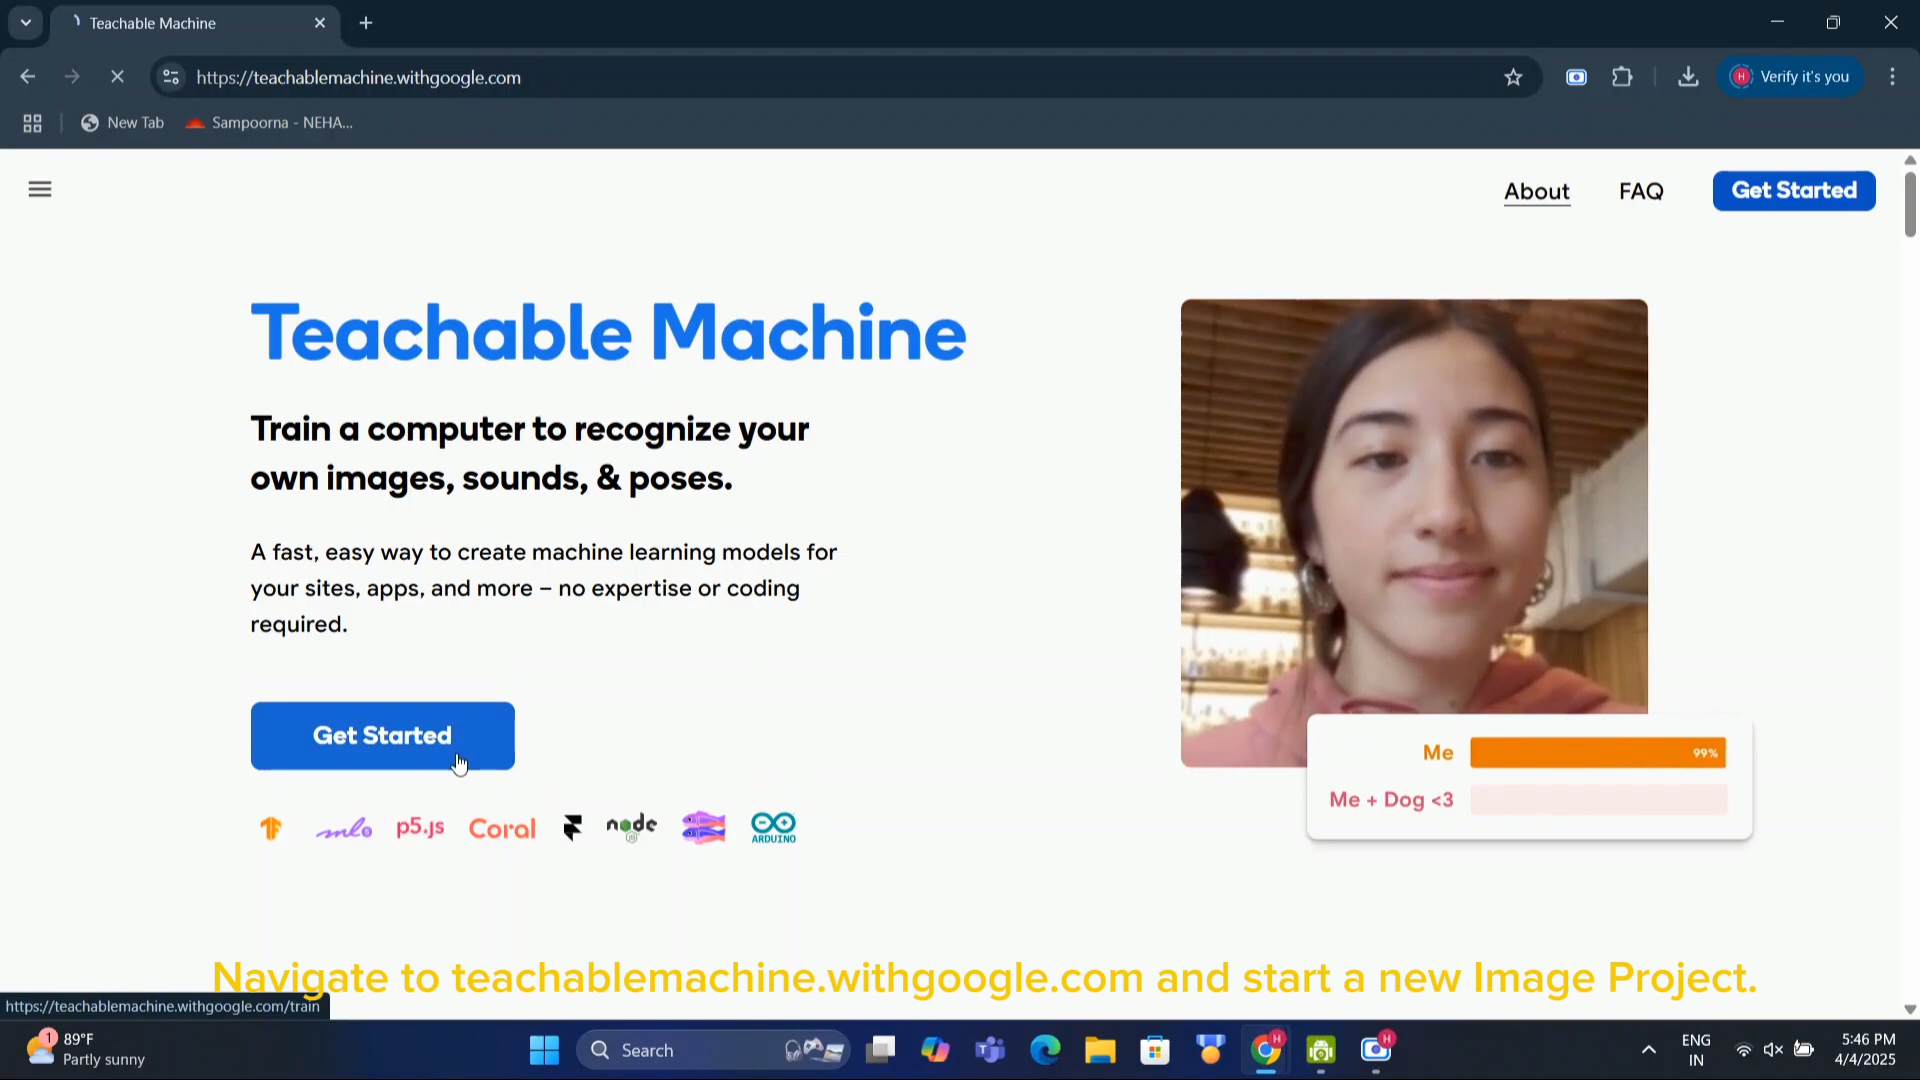 Teachable Machine
https://teachablemachine.withgoogle.com
H
Verify it's you
New Tab
Sampoorna - NEHA...
About
FAQ
Get Started
Teachable Machine
Train a computer to recognize your
own images, sounds, & poses.
A fast, easy way to create machine learning models for
your sites, apps, and more – no expertise or coding
required.
Get Started
Me
99%
Me + Dog <3
p5.js
Coral
node
ARDUINO
Navigate to teachablemachine.withgoogle.com and start a new Image Project.
https://teachablemachine.withgoogle.com/train
1
89°F
Partly sunny
Search
H
H
ENG
IN
5:46 PM
4/4/2025